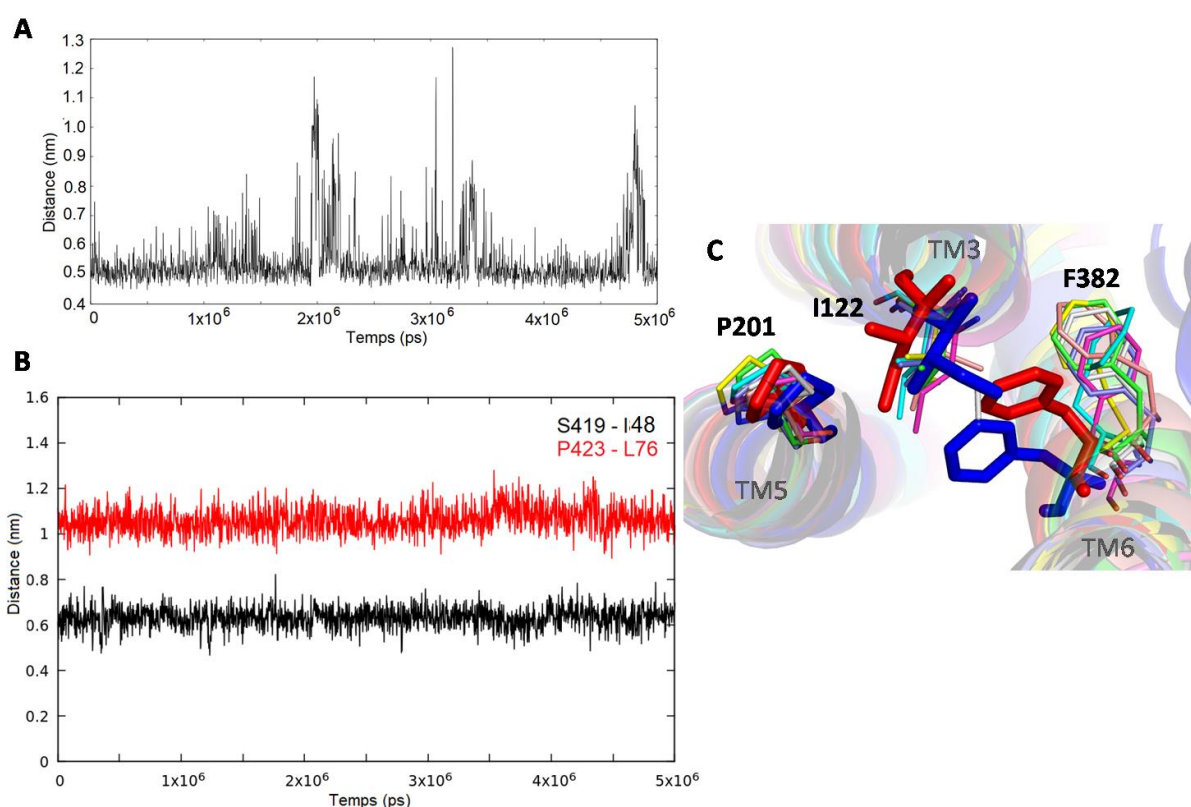 A
1.3
1.2
1.1
1.0
0.9
0.8
0.7
0.6
0.5
0.4
Distance (nm)
0 1x10⁶ 2x10⁶ 3x10⁶ 4x10⁶ 5x10⁶
Temps (ps)
B
1.6
1.4
1.2
1
0.8
0.6
0.4
0.2
0
Distance (nm)
S419 - I48
P423 - L76
0 1x10⁶ 2x10⁶ 3x10⁶ 4x10⁶ 5x10⁶
Temps (ps)
C
TM3
F382
I122
P201
TM5
TM6